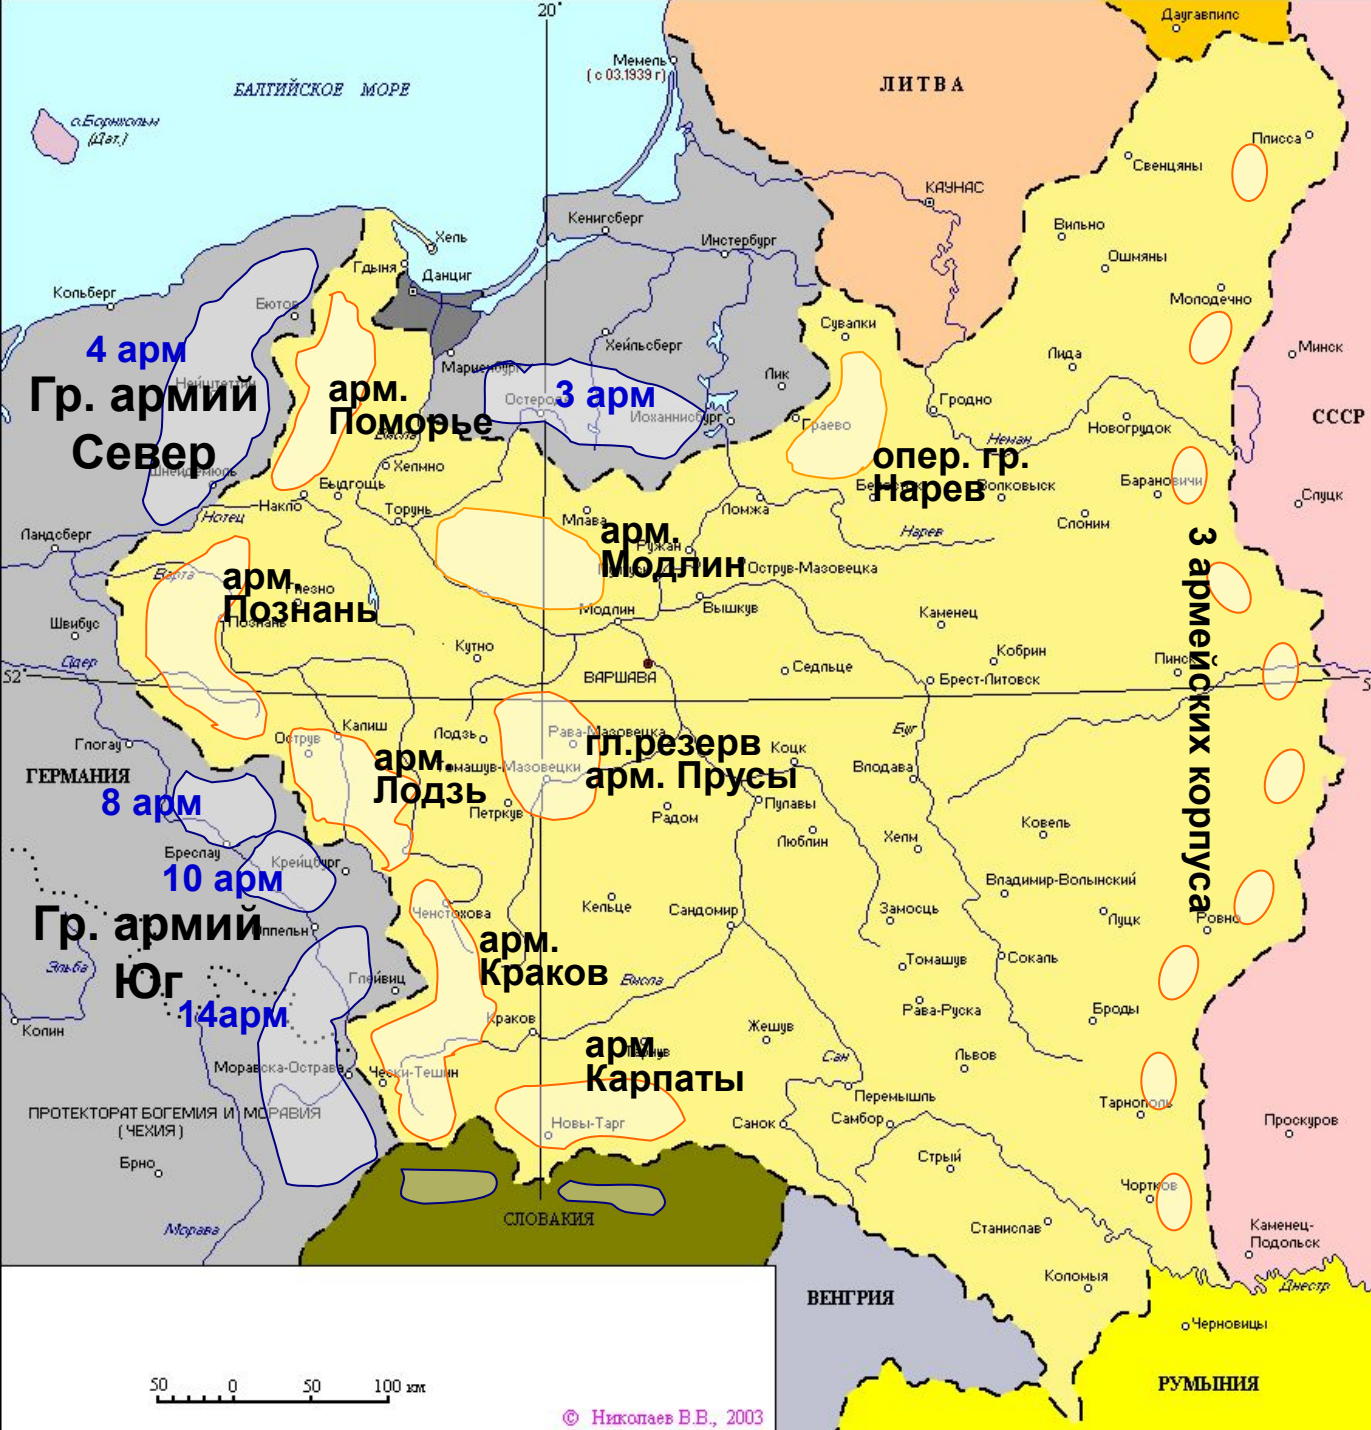 20°
Даугавпилс
Мемель
( с 03.1939 г)
ЛИТВА
БАЛТИЙСКОЕ МОРЕ
о.Борнхольм
(Дат.)
Плисса
Свенцяны
КАУНАС
Кенигсберг
Вильно
Хель
Инстербург
Ошмяны
Гдыня
Данциг
Кольберг
Бютов
Молодечно
Сувалки
Минск
4 арм
Хейльсберг
Лида
Мариенбург
Лик
Нейштеттин
Гр. армий
Север
арм.
Поморье
Остероде
3 арм
Иоханнисбург
Гродно
СССР
Граево
Новогрудок
Висла
Неман
Шнейдемюль
Хелмно
опер. гр.
Нарев
Волковыск
Барановичи
Быдгощь
Слуцк
Накло
Торунь
Нотец
Млава
Ломжа
Слоним
Ландсберг
Нарев
арм.
Модлин
Ружан
Остров-Мазовецка
Варта
арм.
Познань
Гнезно
Познань
Швибус
Модлин
Вышкув
Каменец
3 армейских корпуса
Кутно
Кобрин
Одер
Седльце
Пинск
52°
ВАРШАВА
Брест-Литовск
5
Калиш
Лодзь
Рава-Мазовецка
Буг
Глогау
Острув
гл.резерв
арм. Прусы
Коцк
арм.
Лодзь
Томашув-Мазовецки
ГЕРМАНИЯ
Влодава
8 арм
Петркув
Пулавы
Радом
Ковель
Люблин
Хелм
Бреслау
Крейцбург
10 арм
Владимир-Волынский
Ченстохова
Кельце
Сандомир
Замосць
Луцк
Ровно
Гр. армий
Юг
Оппельн
арм.
Краков
Эльба
Глейвиц
Висла
Томашув
Сокаль
14арм
Рава-Руска
Броды
Колин
Краков
Жешув
арм.
Карпаты
Тарнув
Сан
Львов
Моравска-Острава
Чески-Тешин
Перемышль
Тарнополь
ПРОТЕКТОРАТ БОГЕМИЯ И МОРАВИЯ
( ЧЕХИЯ )
Новы-Тарг
Санок
Самбор
Проскуров
Брно
Стрый
Чортков
Морава
СЛОВАКИЯ
Станислав
Каменец-
Подольск
Коломыя
Днестр
ВЕНГРИЯ
Черновицы
РУМЫНИЯ
50 0 50 100 км
© Николаев В.В., 2003